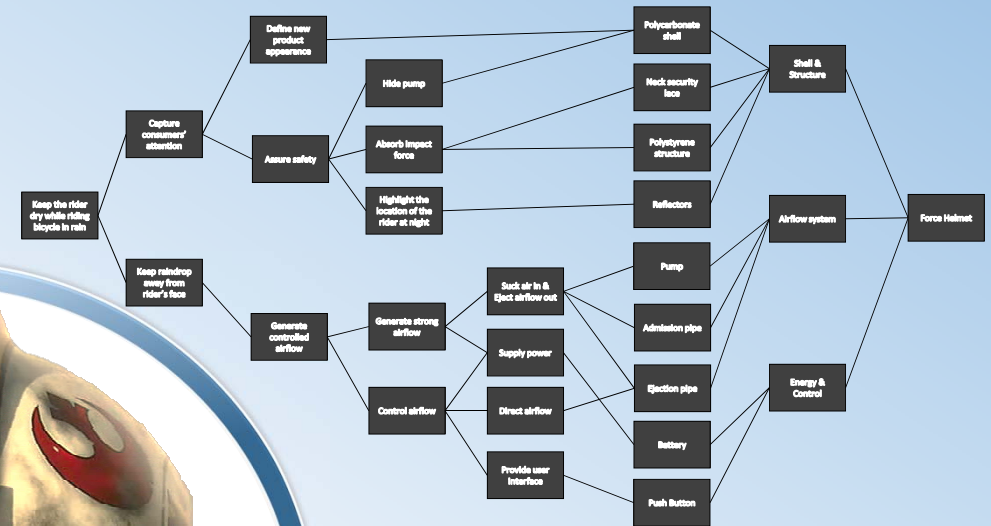 Define new
product
appearance
Polycarbonate
shell
Shell &
Structure
Hide pump
Neck security
lace
Capture
consumers'
attention
Assure safety
Absorb impact
force
Polystyrene
structure
Keep the rider
dry while riding
bicycle in rain
Highlight the
location of the
rider at night
Reflectors
Airflow system
Force Helmet
Keep raindrop
away from
rider's face
Suck air in &
Eject airflow out
Pump
Generate
controlled
airflow
Generate strong
airflow
Admission pipe
Supply power
Control airflow
Direct airflow
Ejection pipe
Energy &
Control
Battery
Provide user
interface
Push Button